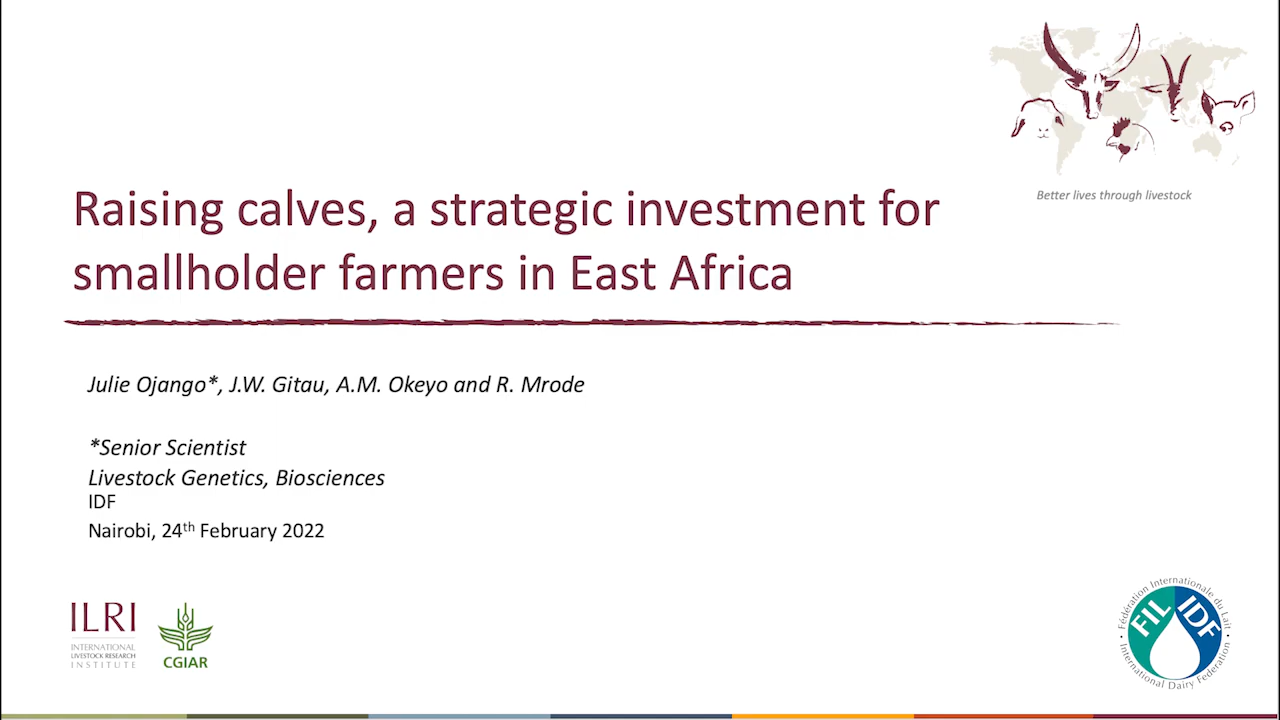 Better lives through livestock
Raising calves, a strategic investment for
smallholder farmers in East Africa
Julie Ojango*, J.W. Gitau, A.M. Okeyo and R. Mrode
*Senior Scientist
Livestock Genetics, Biosciences
IDF
Nairobi, 24th February 2022
ILRI
INTERNATIONAL
LIVESTOCK RESEARCH
INSTITUTE
CGIAR
Fédération Internationale du Lait
FIL IDF
International Dairy Federation